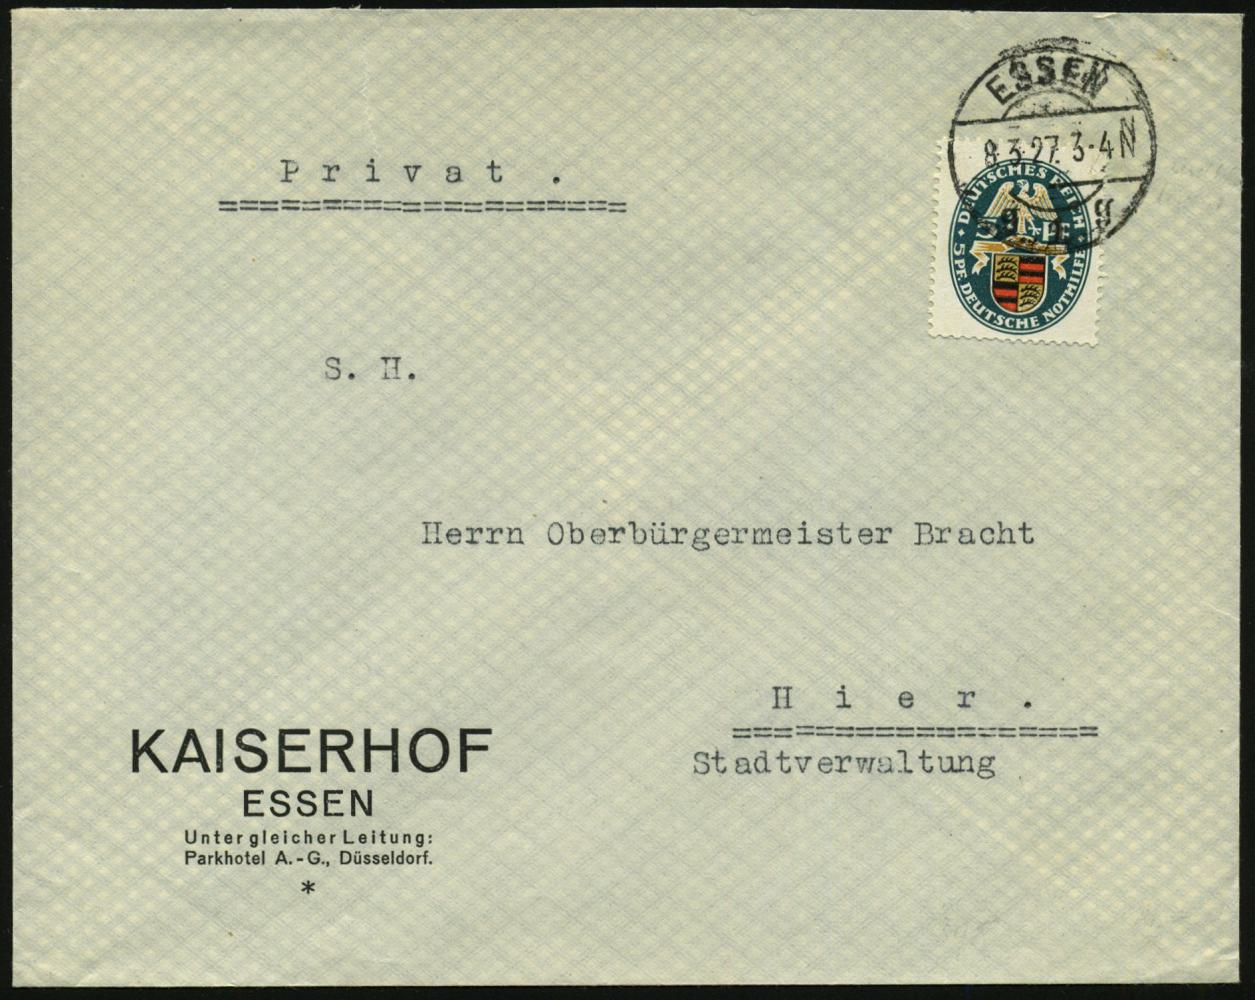 ESSEN
8.3.27. 3-4 N
DEUTSCHES REICH
5 PF. DEUTSCHE NOTHILFE
Privat .
S. H.
Herrn Oberbürgermeister Bracht
Hier .
Stadtverwaltung
KAISERHOF
ESSEN
Unter gleicher Leitung:
Parkhotel A.-G., Düsseldorf.
*